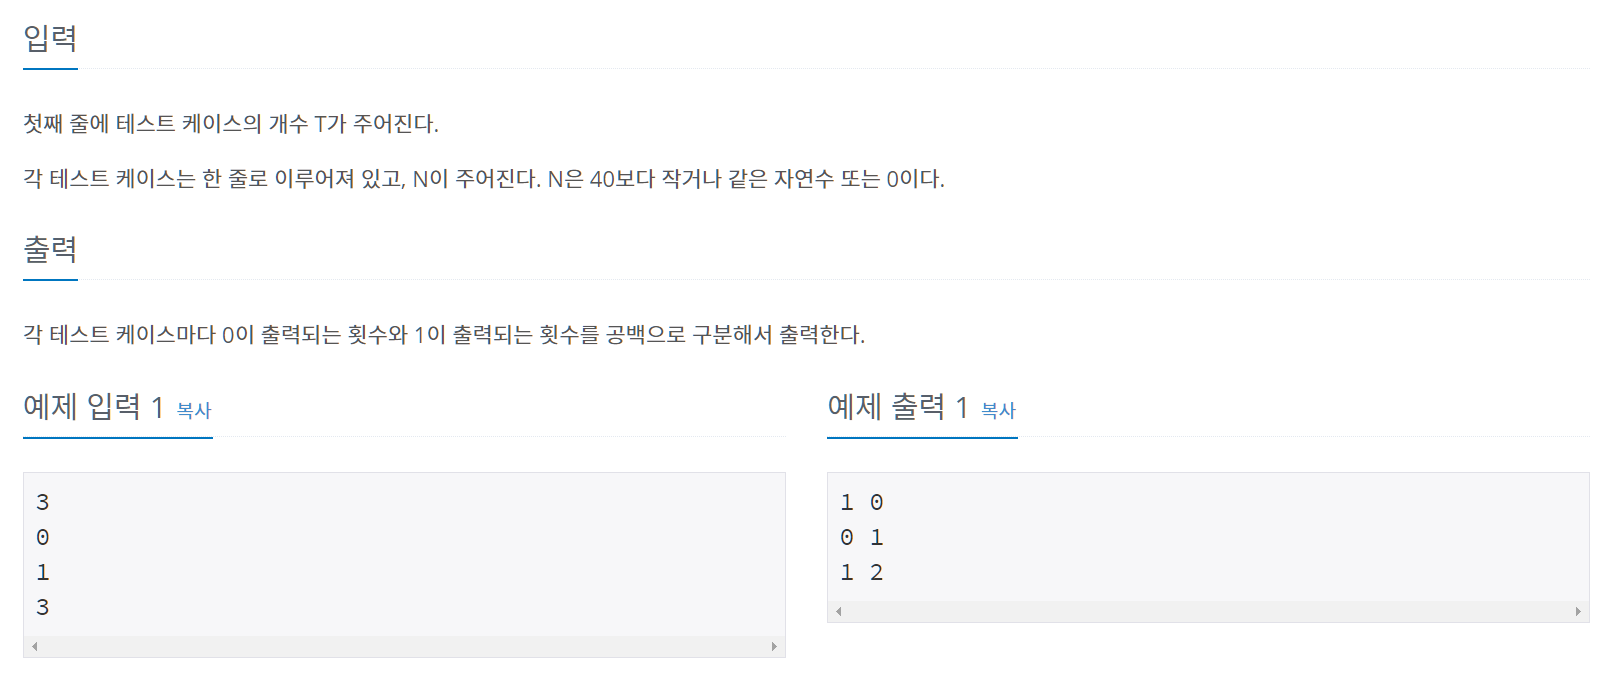 입력
첫째 줄에 테스트 케이스의 개수 T가 주어진다.
각 테스트 케이스는 한 줄로 이루어져 있고, N이 주어진다. N은 40보다 작거나 같은 자연수 또는 0이다.
출력
각 테스트 케이스마다 0이 출력되는 횟수와 1이 출력되는 횟수를 공백으로 구분해서 출력한다.
예제 입력 1 복사
3
0
1
3
예제 출력 1 복사
1 0
0 1
1 2